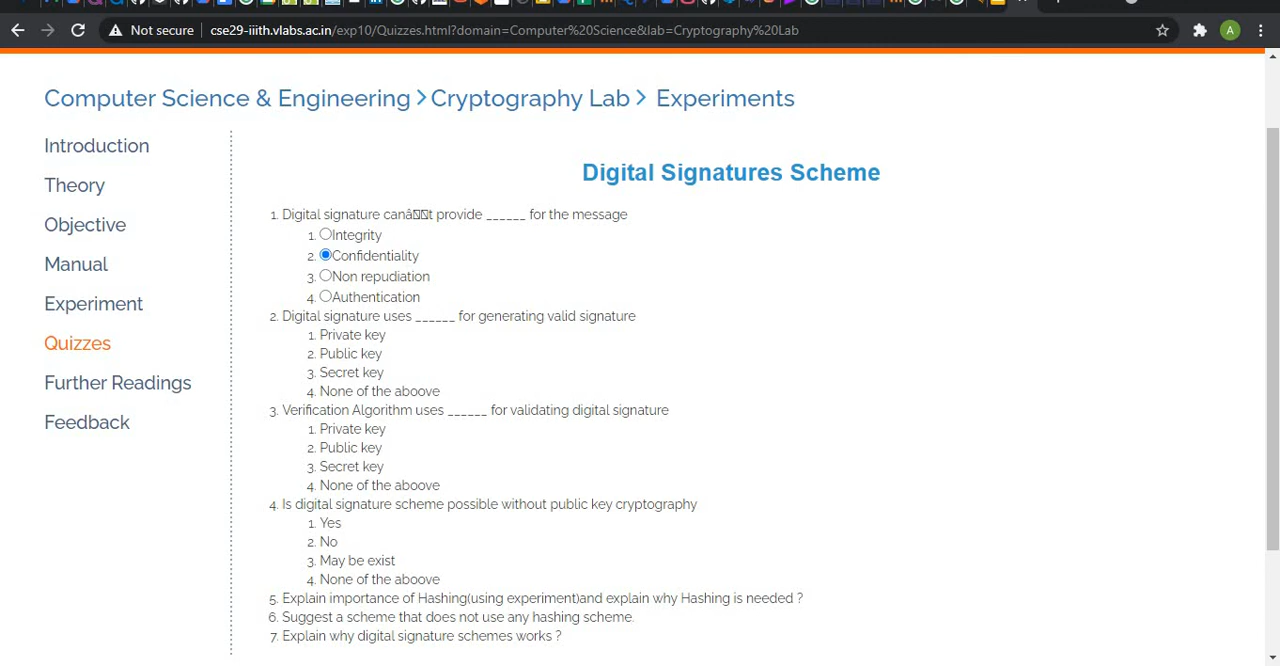 Not secure cse29-iiith.vlabs.ac.in/exp10/Quizzes.html?domain=Computer%20Science&lab=Cryptography%20Lab A
Computer Science & Engineering > Cryptography Lab > Experiments
Introduction
Theory
Objective
Manual
Experiment
Quizzes
Further Readings
Feedback
Digital Signatures Scheme
1. Digital signature canâ▯▯t provide ______ for the message
1. Integrity
2. Confidentiality
3. Non repudiation
4. Authentication
2. Digital signature uses ______ for generating valid signature
1. Private key
2. Public key
3. Secret key
4. None of the aboove
3. Verification Algorithm uses ______ for validating digital signature
1. Private key
2. Public key
3. Secret key
4. None of the aboove
4. Is digital signature scheme possible without public key cryptography
1. Yes
2. No
3. May be exist
4. None of the aboove
5. Explain importance of Hashing(using experiment)and explain why Hashing is needed ?
6. Suggest a scheme that does not use any hashing scheme.
7. Explain why digital signature schemes works ?